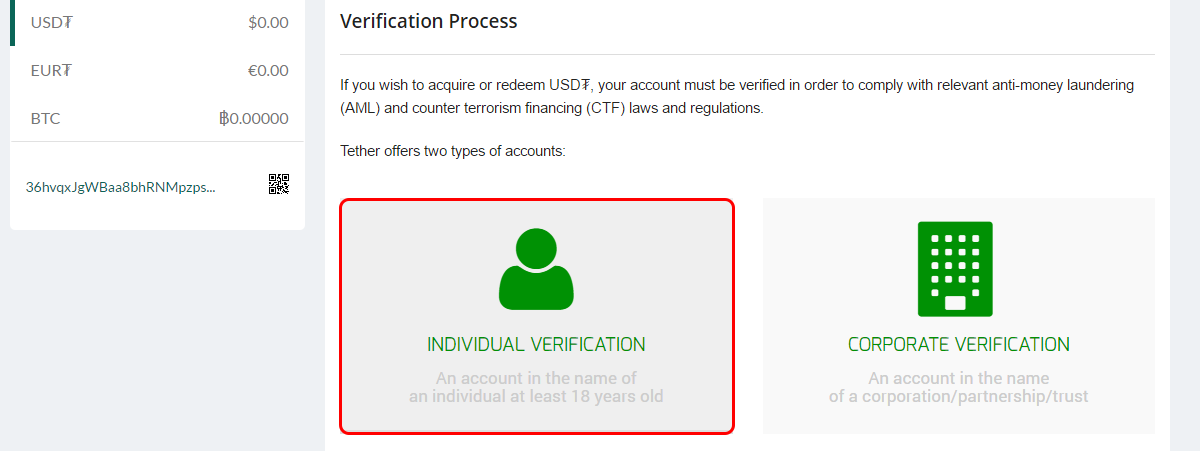 USD₮ $0.00
EUR₮ €0.00
BTC ฿0.00000
36hvqxJgWBaa8bhRNMpzps...
Verification Process
If you wish to acquire or redeem USD₮, your account must be verified in order to comply with relevant anti-money laundering
(AML) and counter terrorism financing (CTF) laws and regulations.
Tether offers two types of accounts:
INDIVIDUAL VERIFICATION
An account in the name of
an individual at least 18 years old
CORPORATE VERIFICATION
An account in the name
of a corporation/partnership/trust